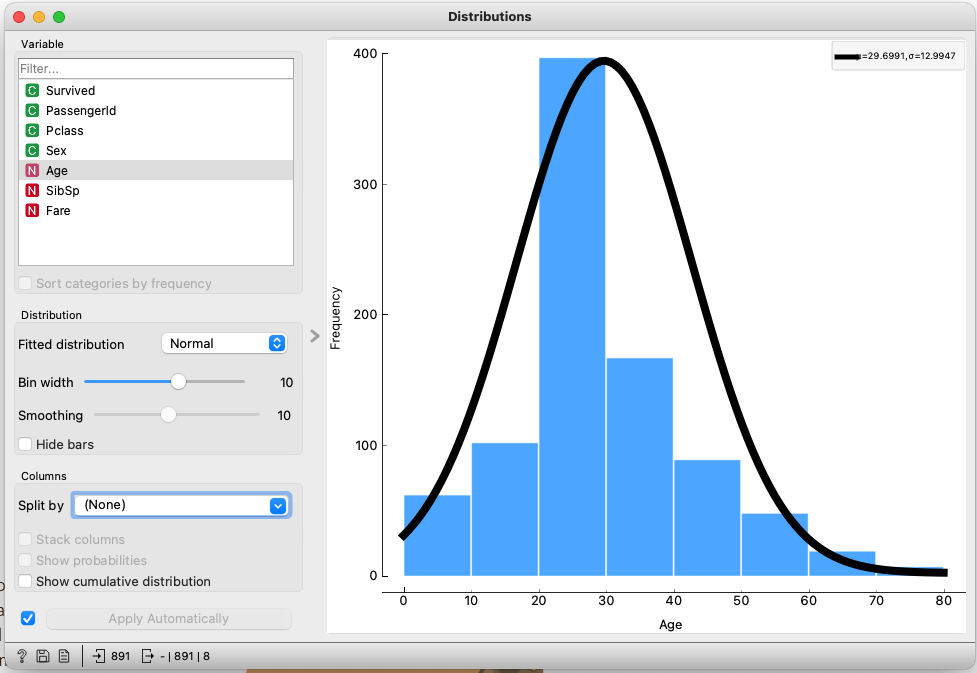 Distributions
Variable
Filter...
C Survived
C PassengerId
C Pclass
C Sex
N Age
N SibSp
N Fare
Sort categories by frequency
Distribution
Fitted distribution Normal
Bin width 10
Smoothing 10
Hide bars
Columns
Split by (None)
Stack columns
Show probabilities
Show cumulative distribution
Apply Automatically
? 891 - | 891 | 8
=29.6991,σ=12.9947
400
300
200
100
0
Frequency
0 10 20 30 40 50 60 70 80
Age